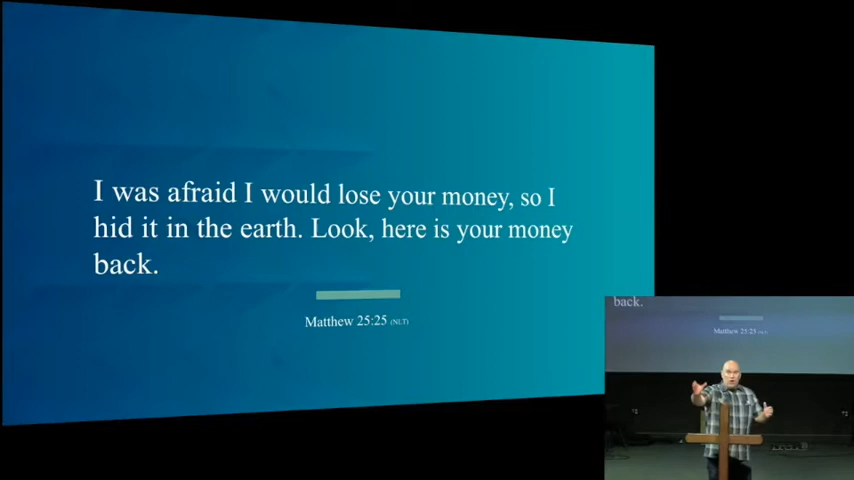 I was afraid I would lose your money, so I
hid it in the earth. Look, here is your money
back.
Matthew 25:25 (NLT)
back.
Matthew 25:25